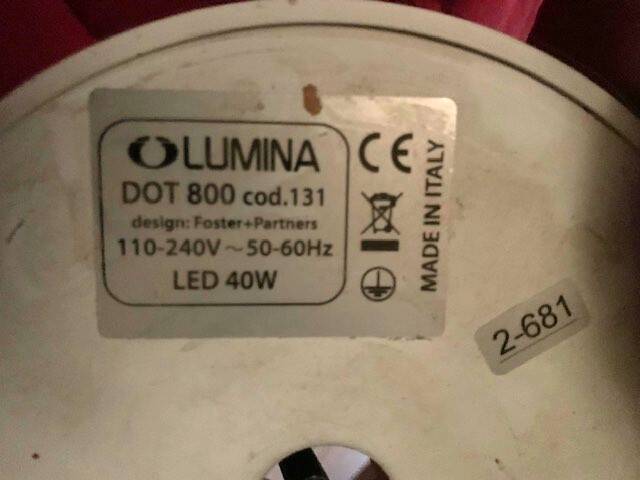 LUMINA
DOT 800 cod.131
design: Foster+Partners
110-240V~50-60Hz
LED 40W
CE
MADE IN ITALY
2-681